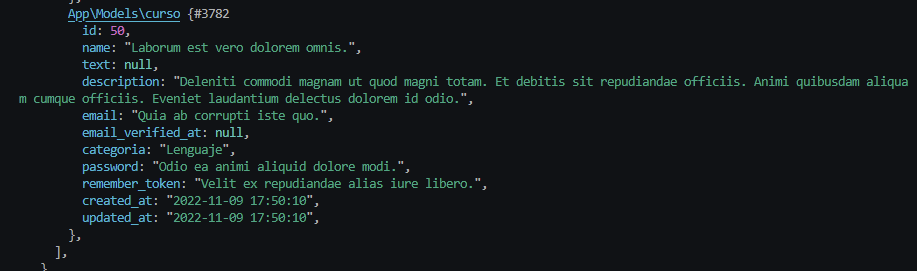 },
App\Models\curso {#3782
id: 50,
name: "Laborum est vero dolorem omnis.",
text: null,
description: "Deleniti commodi magnam ut quod magni totam. Et debitis sit repudiandae officiis. Animi quibusdam aliqua
m cumque officiis. Eveniet laudantium delectus dolorem id odio.",
email: "Quia ab corrupti iste quo.",
email_verified_at: null,
categoria: "Lenguaje",
password: "Odio ea animi aliquid dolore modi.",
remember_token: "Velit ex repudiandae alias iure libero.",
created_at: "2022-11-09 17:50:10",
updated_at: "2022-11-09 17:50:10",
},
],
}